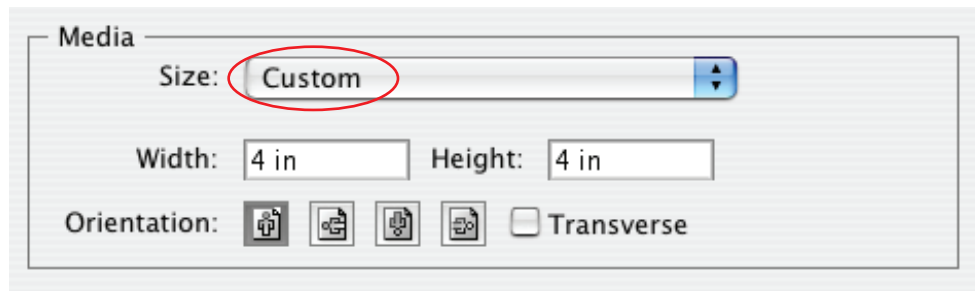 Media
Size: Custom
Width: 4 in Height: 4 in
Orientation: Transverse